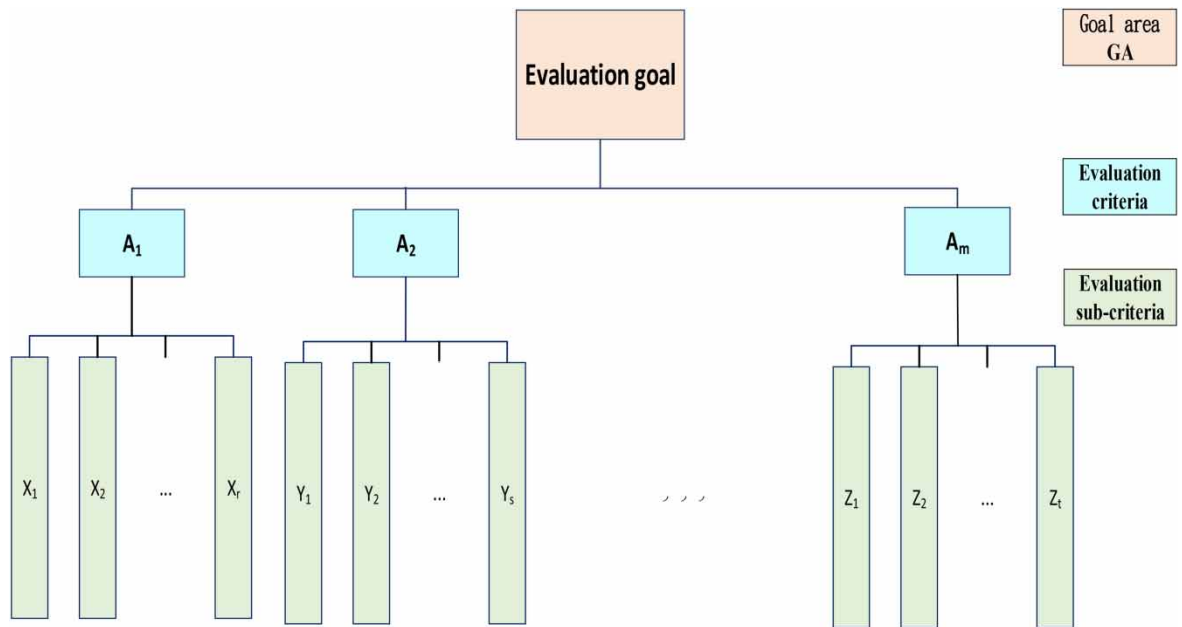 Evaluation goal
Goal area
GA
Evaluation
criteria
A₁
A₂
Aₘ
Evaluation
sub-criteria
X₁
X₂
...
Xᵣ
Y₁
Y₂
...
Yₛ
, , ,
Z₁
Z₂
...
Zₜ